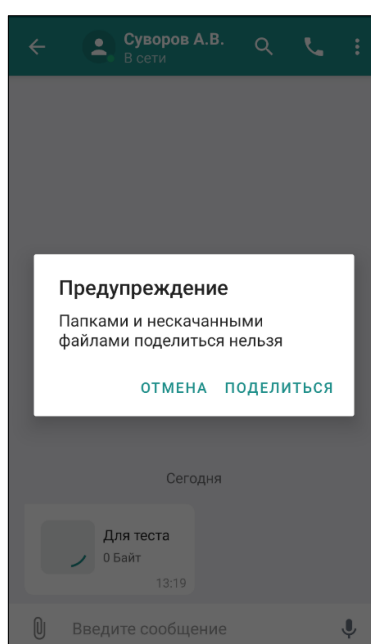 Суворов А.В.
В сети
Предупреждение
Папками и нескачанными
файлами поделиться нельзя
ОТМЕНА ПОДЕЛИТЬСЯ
Сегодня
Для теста
0 Байт
13:19
Введите сообщение